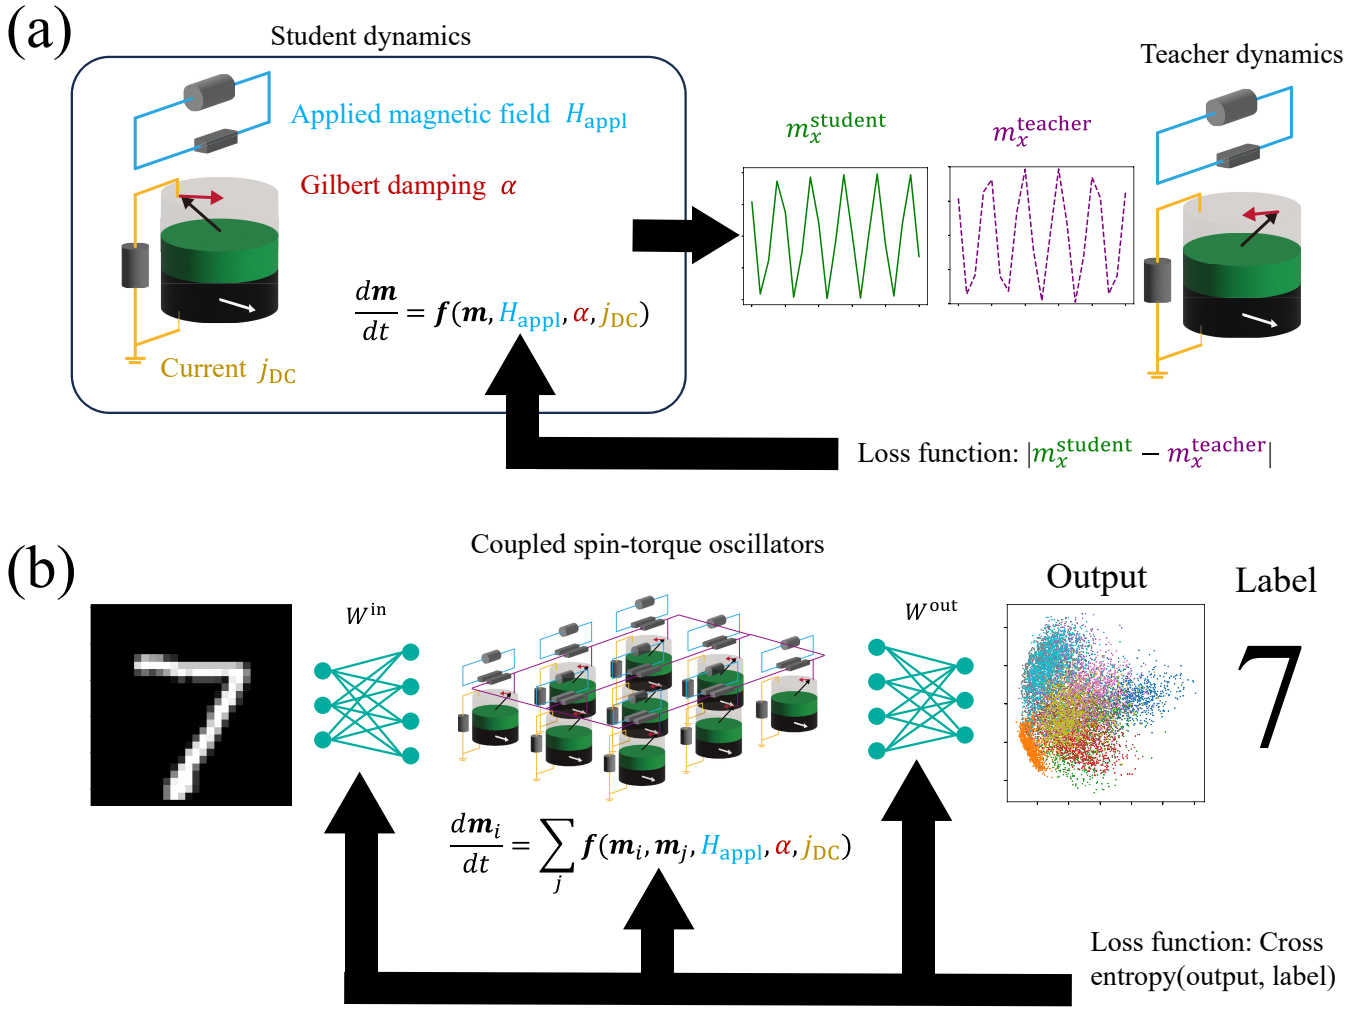 (a)
Student dynamics
Teacher dynamics
Applied magnetic field H_appl
Gilbert damping α
m_x^student
m_x^teacher
dm/dt = f(m, H_appl, α, j_DC)
Current j_DC
Loss function: |m_x^student − m_x^teacher|
(b)
Coupled spin-torque oscillators
Output
Label
W^in
W^out
7
7
dm_i/dt = ∑_j f(m_i, m_j, H_appl, α, j_DC)
Loss function: Cross
entropy(output, label)